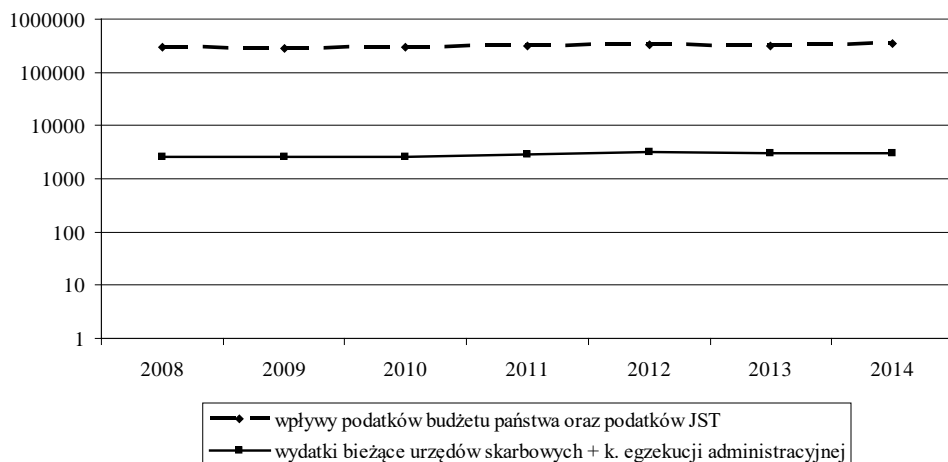 1000000
100000
10000
1000
100
10
1
2008 2009 2010 2011 2012 2013 2014
wpływy podatków budżetu państwa oraz podatków JST
wydatki bieżące urzędów skarbowych + k. egzekucji administracyjnej